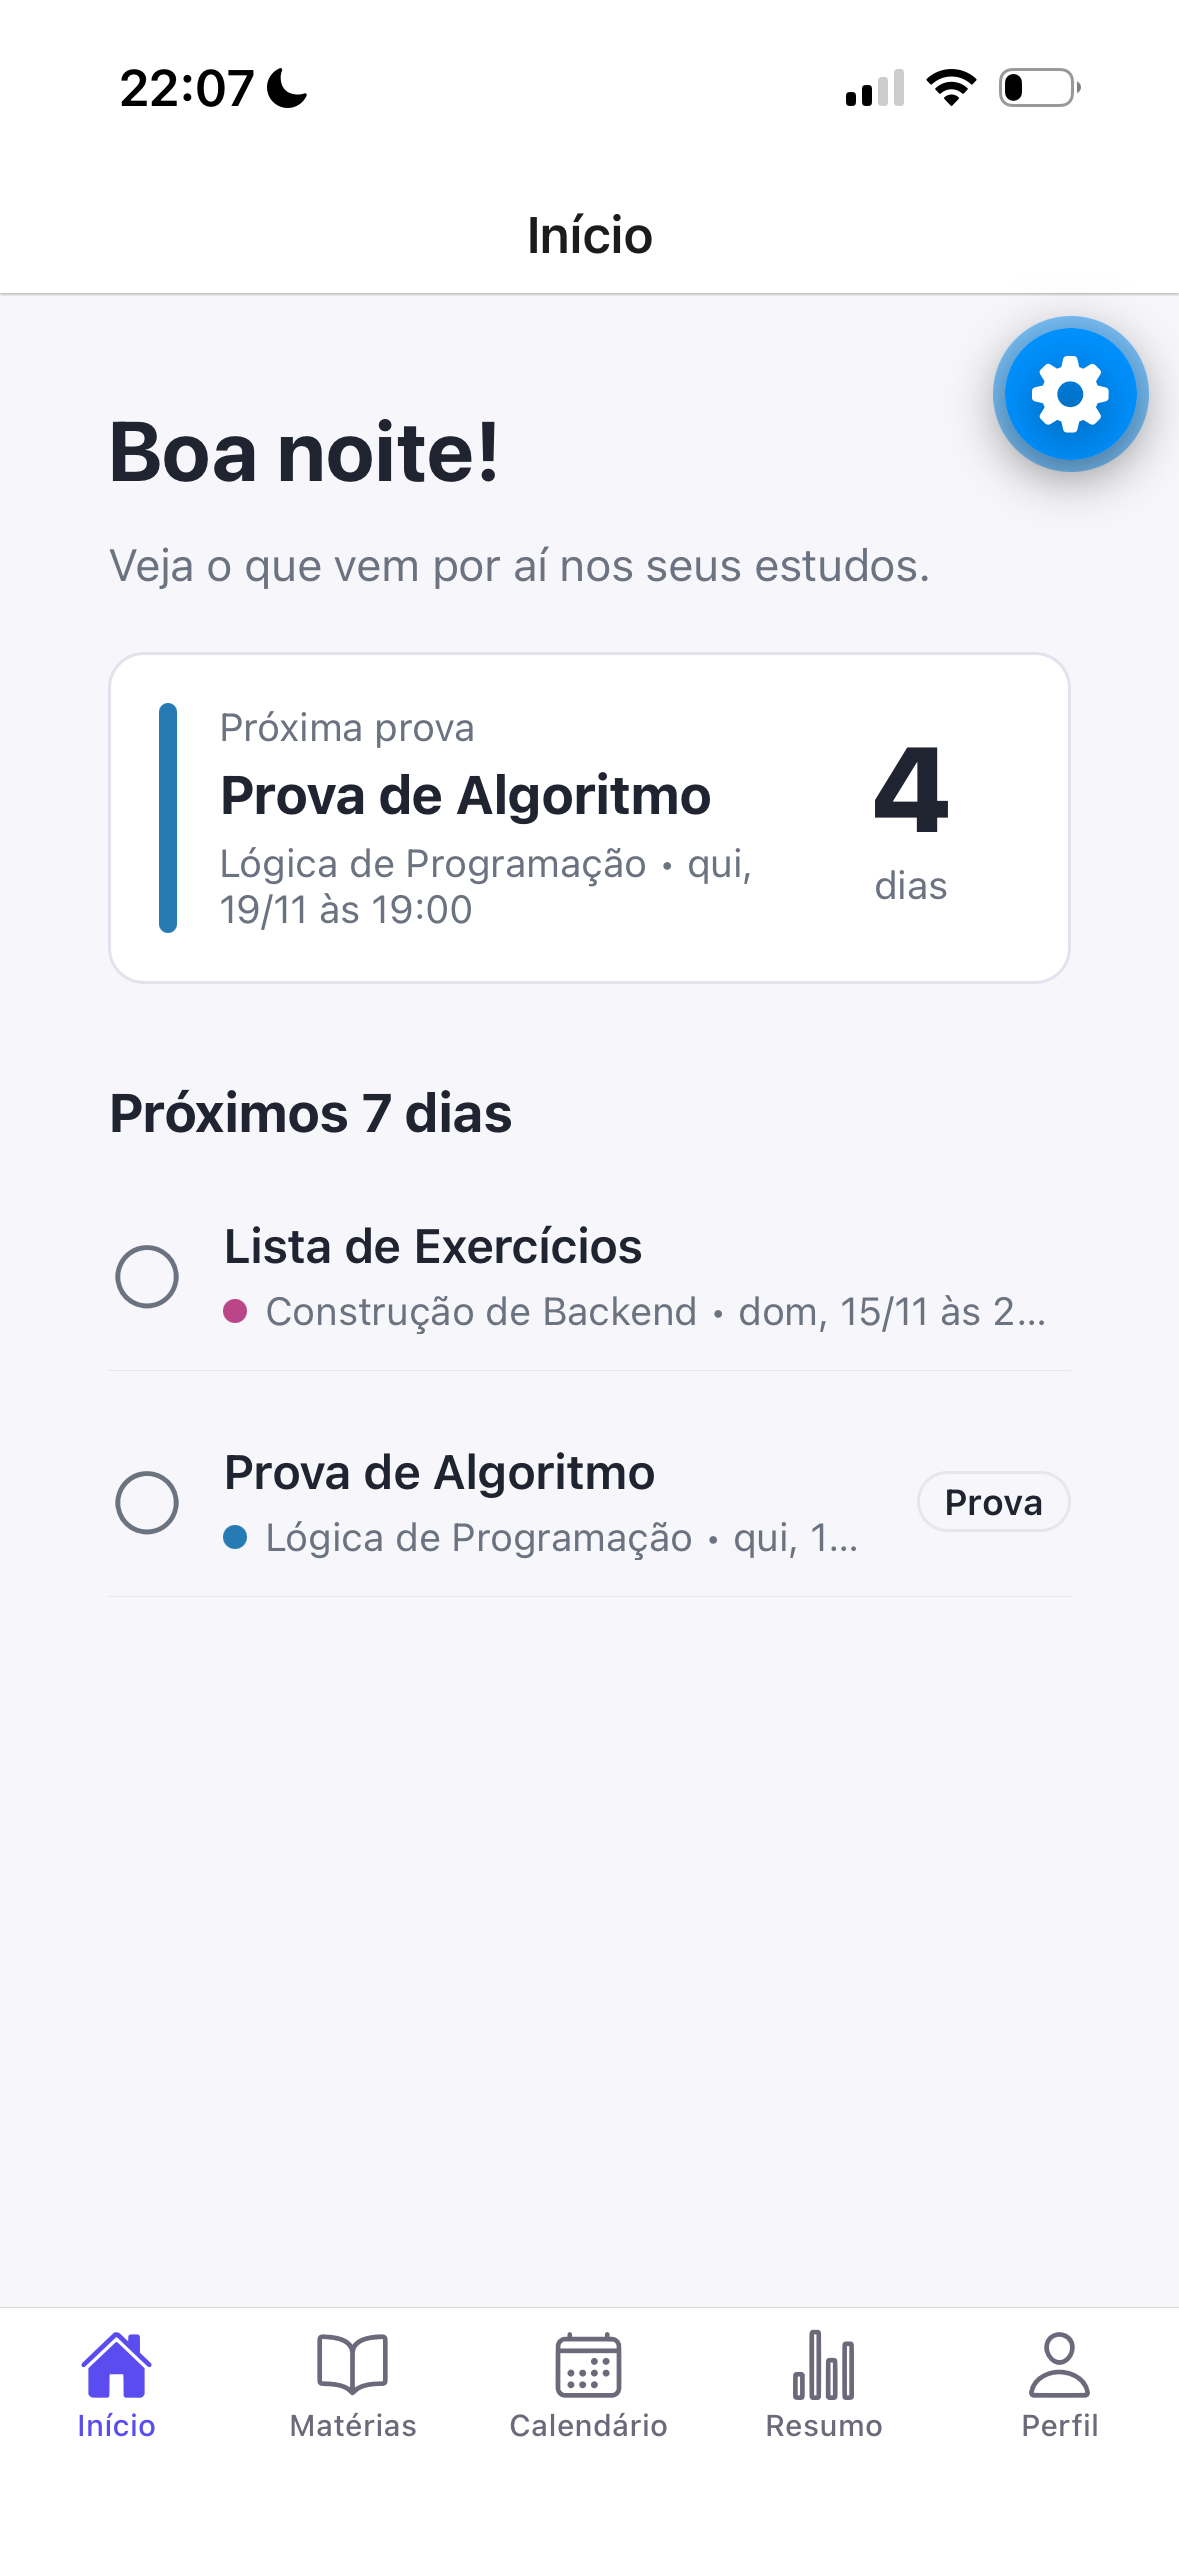 22:07
Início
Boa noite!
Veja o que vem por aí nos seus estudos.
Próxima prova
Prova de Algoritmo
Lógica de Programação • qui,
19/11 às 19:00
4
dias
Próximos 7 dias
Lista de Exercícios
Construção de Backend • dom, 15/11 às 2...
Prova de Algoritmo
Lógica de Programação • qui, 1...
Prova
Início
Matérias
Calendário
Resumo
Perfil